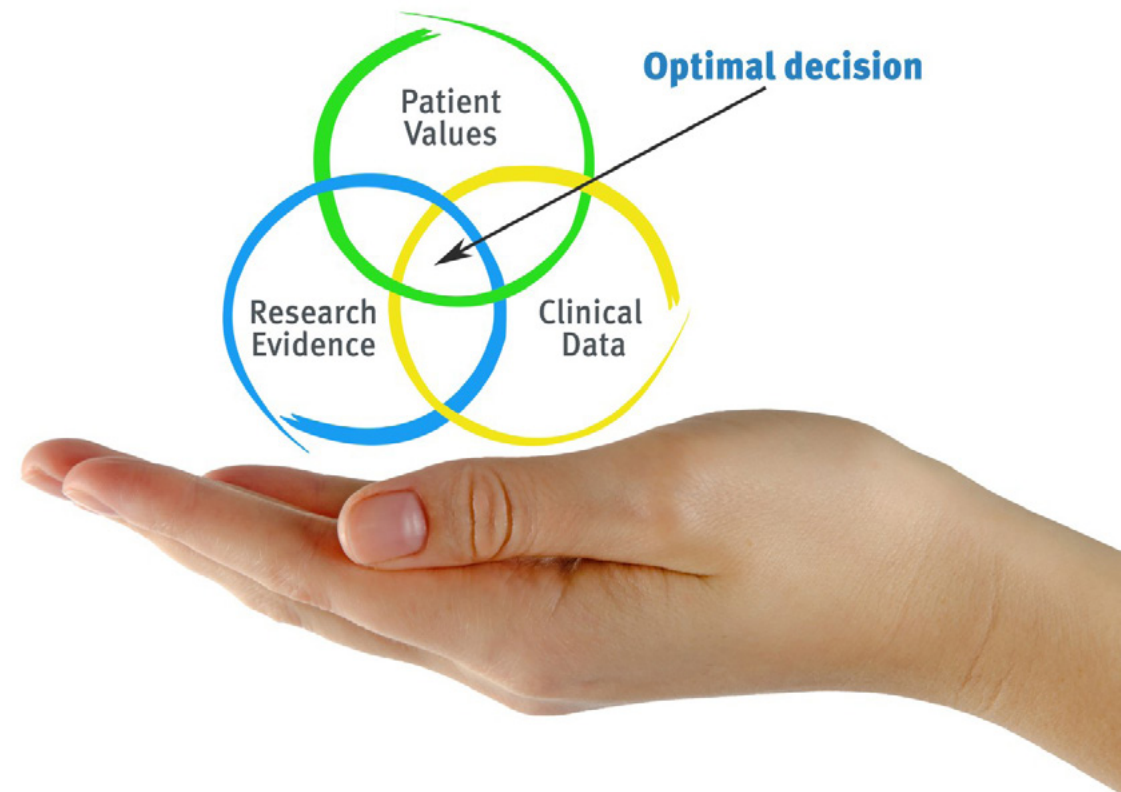 Optimal decision
Patient
Values
Research
Evidence
Clinical
Data